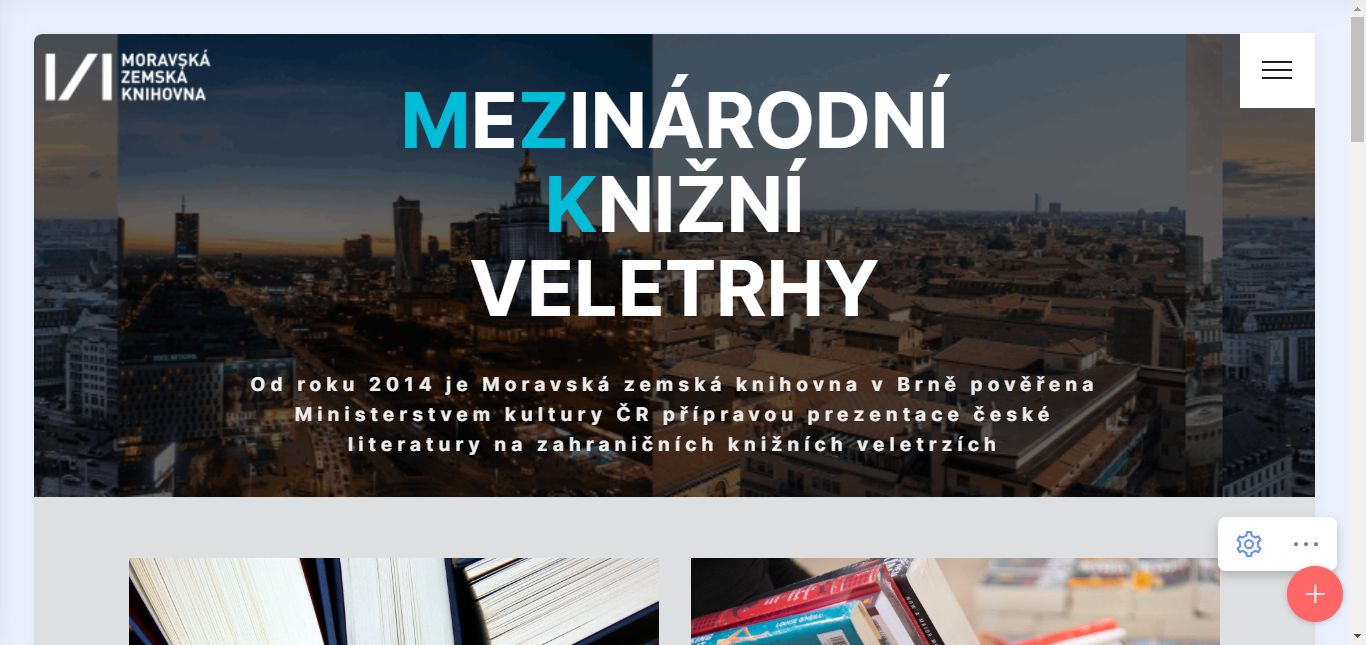 MORAVSKÁ
ZEMSKÁ
KNIHOVNA
MEZINÁRODNÍ
KNIŽNÍ
VELETRHY
Od roku 2014 je Moravská zemská knihovna v Brně pověřena
Ministerstvem kultury ČR přípravou prezentace české
literatury na zahraničních knižních veletrzích